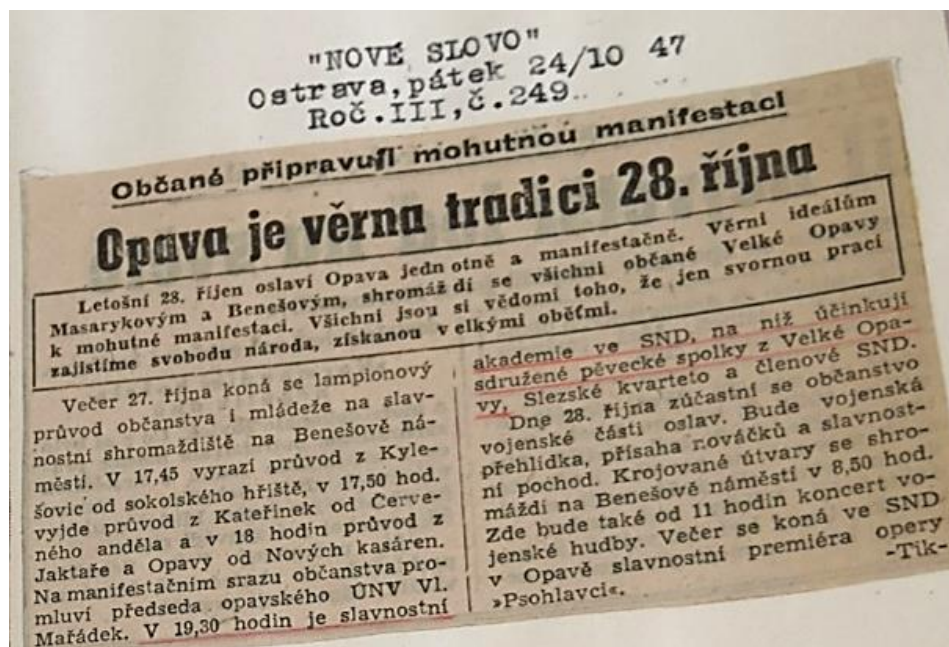 "NOVÉ SLOVO"
Ostrava,pátek 24/10 47
Roč.III,č.249.
Občané připravují mohutnou manifestaci
Opava je věrna tradici 28. října
Letošní 28. říjen oslaví Opava jednotně a manifestačně. Věrni ideálům
Masarykovým a Benešovým, shromáždí se všichni občané Velké Opavy
k mohutné manifestaci. Všichni jsou si vědomi toho, že jen svornou prací
zajistíme svobodu národa, získanou velkými oběťmi.
Večer 27. října koná se lampionový
průvod občanstva i mládeže na slav-
nostní shromaždiště na Benešově ná-
městí. V 17,45 vyrazí průvod z Kyle-
šovic od sokolského hřiště, v 17,50 hod.
vyjde průvod z Kateřinek od Červe-
ného anděla a v 18 hodin průvod z
Jaktaře a Opavy od Nových kasáren.
Na manifestačním srazu občanstva pro-
mluví předseda opavského ÚNV Vl.
Mařádek. V 19,30 hodin je slavnostní
akademie ve SND, na níž účinkují
sdružené pěvecké spolky z Velké Opa-
vy, Slezské kvarteto a členové SND.
Dne 28. října zúčastní se občanstvo
vojenské části oslav. Bude vojenská
přehlídka, přísaha nováčků a slavnost-
ní pochod. Krojované útvary se shro-
máždí na Benešově náměstí v 8,50 hod.
Zde bude také od 11 hodin koncert vo-
jenské hudby. Večer se koná ve SND
v Opavě slavnostní premiéra opery
»Psohlavci«. -Tik-